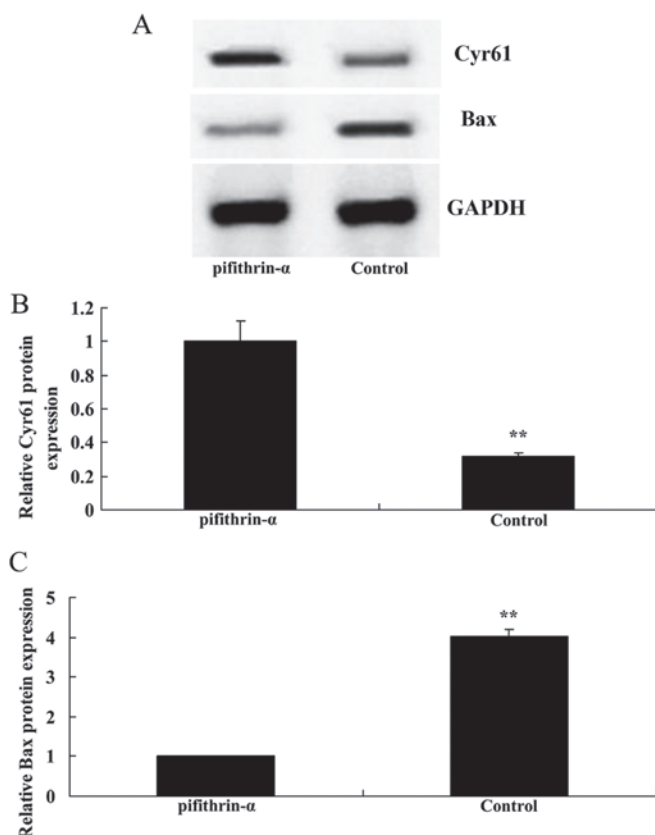 A
Cyr61
Bax
GAPDH
pifithrin-α Control
B
Relative Cyr61 protein
expression
1.2
1
0.8
0.6
0.4
0.2
0
**
pifithrin-α Control
C
Relative Bax protein expression
5
4
3
2
1
0
**
pifithrin-α Control